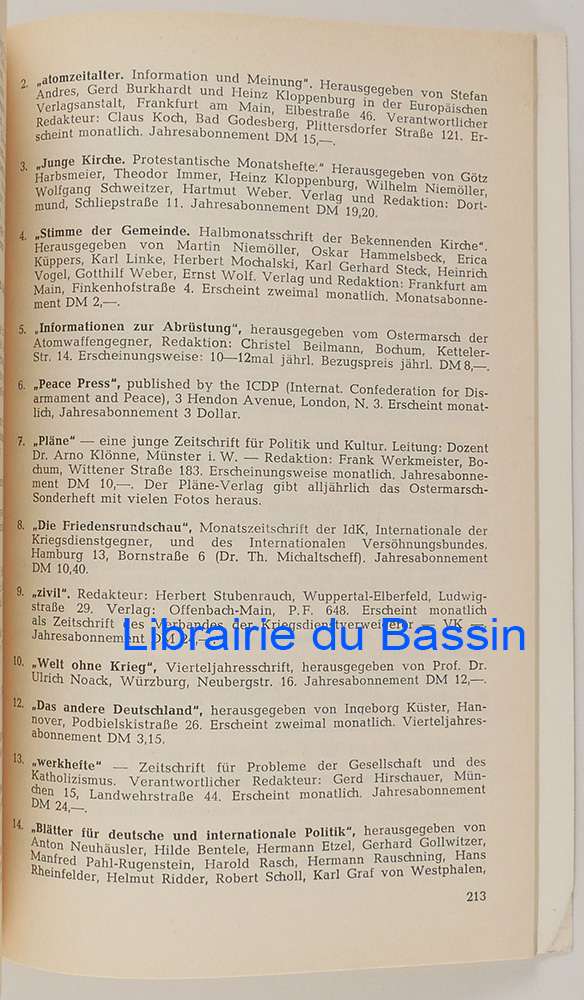 2. „atomzeitalter. Information und Meinung“. Herausgegeben von Stefan
Andres, Gerd Burkhardt und Heinz Kloppenburg in der Europäischen
Verlagsanstalt, Frankfurt am Main, Elbestraße 46. Verantwortlicher
Redakteur: Claus Koch, Bad Godesberg, Plittersdorfer Straße 121. Er-
scheint monatlich. Jahresabonnement DM 15,—.
3. „Junge Kirche. Protestantische Monatshefte.“ Herausgegeben von Götz
Harbsmeier, Theodor Immer, Heinz Kloppenburg, Wilhelm Niemöller,
Wolfgang Schweitzer, Hartmut Weber. Verlag und Redaktion: Dort-
mund, Schliepstraße 11. Jahresabonnement DM 19,20.
4. „Stimme der Gemeinde. Halbmonatsschrift der Bekennenden Kirche“.
Herausgegeben von Martin Niemöller, Oskar Hammelsbeck, Erica
Küppers, Karl Linke, Herbert Mochalski, Karl Gerhard Steck, Heinrich
Vogel, Gotthilf Weber, Ernst Wolf. Verlag und Redaktion: Frankfurt am
Main, Finkenhofstraße 4. Erscheint zweimal monatlich. Monatsabonne-
ment DM 2,—.
5. „Informationen zur Abrüstung“, herausgegeben vom Ostermarsch der
Atomwaffengegner, Redaktion: Christel Beilmann, Bochum, Ketteler-
Str. 14. Erscheinungsweise: 10—12mal jährl. Bezugspreis jährl. DM 8,—.
6. „Peace Press“, published by the ICDP (Internat. Confederation for Dis-
armament and Peace), 3 Hendon Avenue, London, N. 3. Erscheint monat-
lich, Jahresabonnement 3 Dollar.
7. „Pläne“ — eine junge Zeitschrift für Politik und Kultur. Leitung: Dozent
Dr. Arno Klönne, Münster i. W. — Redaktion: Frank Werkmeister, Bo-
chum, Wittener Straße 183. Erscheinungsweise monatlich. Jahresabonne-
ment DM 10,—. Der Pläne-Verlag gibt alljährlich das Ostermarsch-
Sonderheft mit vielen Fotos heraus.
8. „Die Friedensrundschau“, Monatszeitschrift der IdK, Internationale der
Kriegsdienstgegner, und des Internationalen Versöhnungsbundes.
Hamburg 13, Bornstraße 6 (Dr. Th. Michaltscheff). Jahresabonnement
DM 10,40.
9. „zivil“. Redakteur: Herbert Stubenrauch, Wuppertal-Elberfeld, Ludwig-
straße 29. Verlag: Offenbach-Main, P. F. 648. Erscheint monatlich
als Zeitschrift des Verbandes der Kriegsdienstverweigerer — VK —.
Jahresabonnement DM 24,—.
Librairie du Bassin
10. „Welt ohne Krieg“, Vierteljahresschrift, herausgegeben von Prof. Dr.
Ulrich Noack, Würzburg, Neubergstr. 16. Jahresabonnement DM 12,—.
12. „Das andere Deutschland“, herausgegeben von Ingeborg Küster, Han-
nover, Podbielskistraße 26. Erscheint zweimal monatlich. Vierteljahres-
abonnement DM 3,15.
13. „werkhefte“ — Zeitschrift für Probleme der Gesellschaft und des
Katholizismus. Verantwortlicher Redakteur: Gerd Hirschauer, Mün-
chen 15, Landwehrstraße 44. Erscheint monatlich. Jahresabonnement
DM 24,—.
14. „Blätter für deutsche und internationale Politik“, herausgegeben von
Anton Neuhäusler, Hilde Bentele, Hermann Etzel, Gerhard Gollwitzer,
Manfred Pahl-Rugenstein, Harold Rasch, Hermann Rauschning, Hans
Rheinfelder, Helmut Ridder, Robert Scholl, Karl Graf von Westphalen,
213